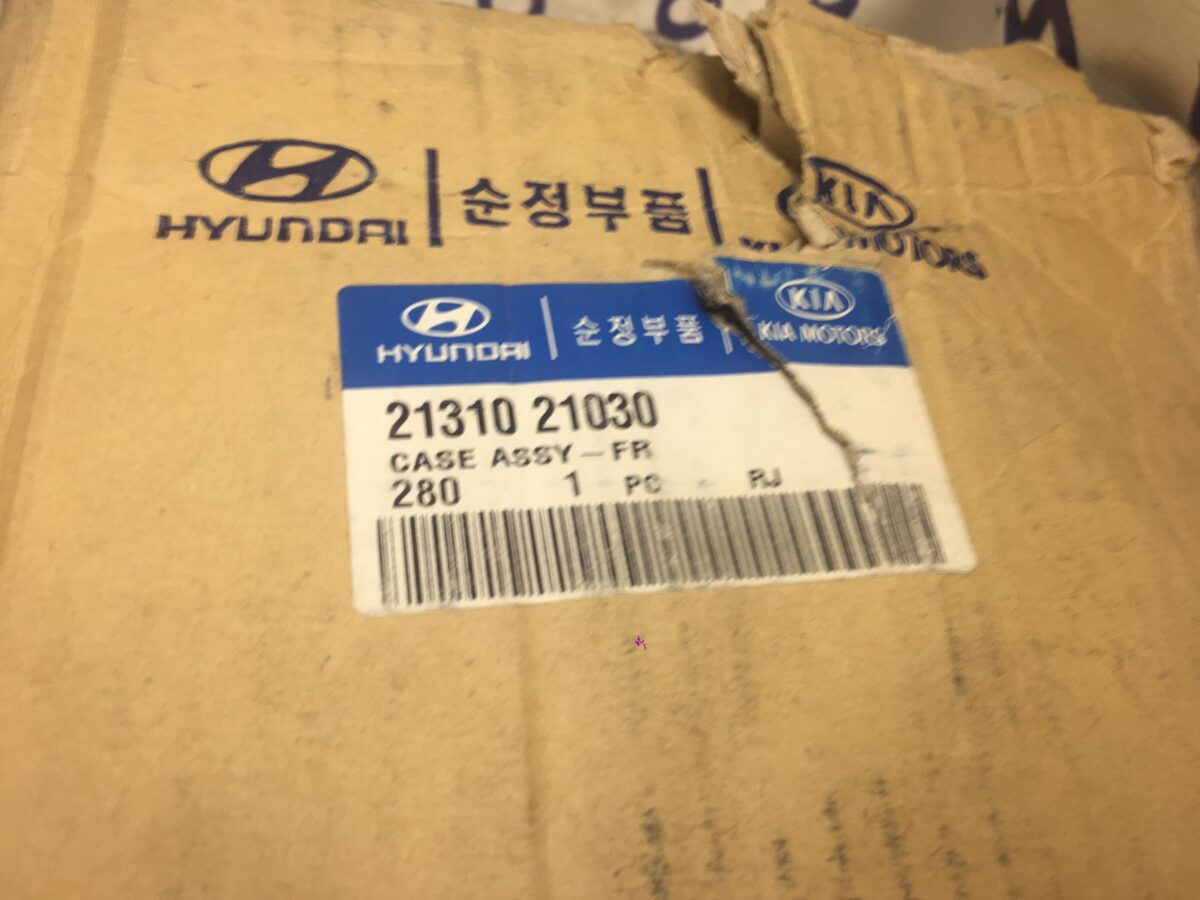 HYUNDAI 순정부품 KIA
MOTORS
HYUNDAI 순정부품 KIA
KIA MOTORS
21310 21030
CASE ASSY-FR
280 1 PC RJ